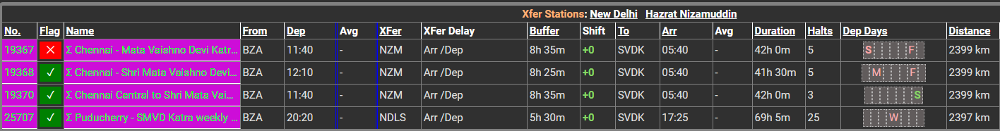 Xfer Stations: New Delhi Hazrat Nizamuddin
No. Flag Name From Dep Avg XFer XFer Delay Buffer Shift To Arr Avg Duration Halts Dep Days Distance
19367 ✕ Σ Chennai - Mata Vaishno Devi Katr... BZA 11:40 - NZM Arr /Dep 8h 35m +0 SVDK 05:40 - 42h 0m 5 S F 2399 km
19368 ✓ Σ Chennai - Shri Mata Vaishno Devi... BZA 12:10 - NZM Arr /Dep 8h 25m +0 SVDK 05:40 - 41h 30m 5 M F 2399 km
19370 ✓ Σ Chennai Central to Shri Mata Vai... BZA 11:40 - NZM Arr /Dep 8h 35m +0 SVDK 05:40 - 42h 0m 3 S 2399 km
25707 ✓ Σ Puducherry - SMVD Katra weekly ... BZA 20:20 - NDLS Arr /Dep 5h 30m +0 SVDK 17:25 - 69h 5m 25 W 2397 km